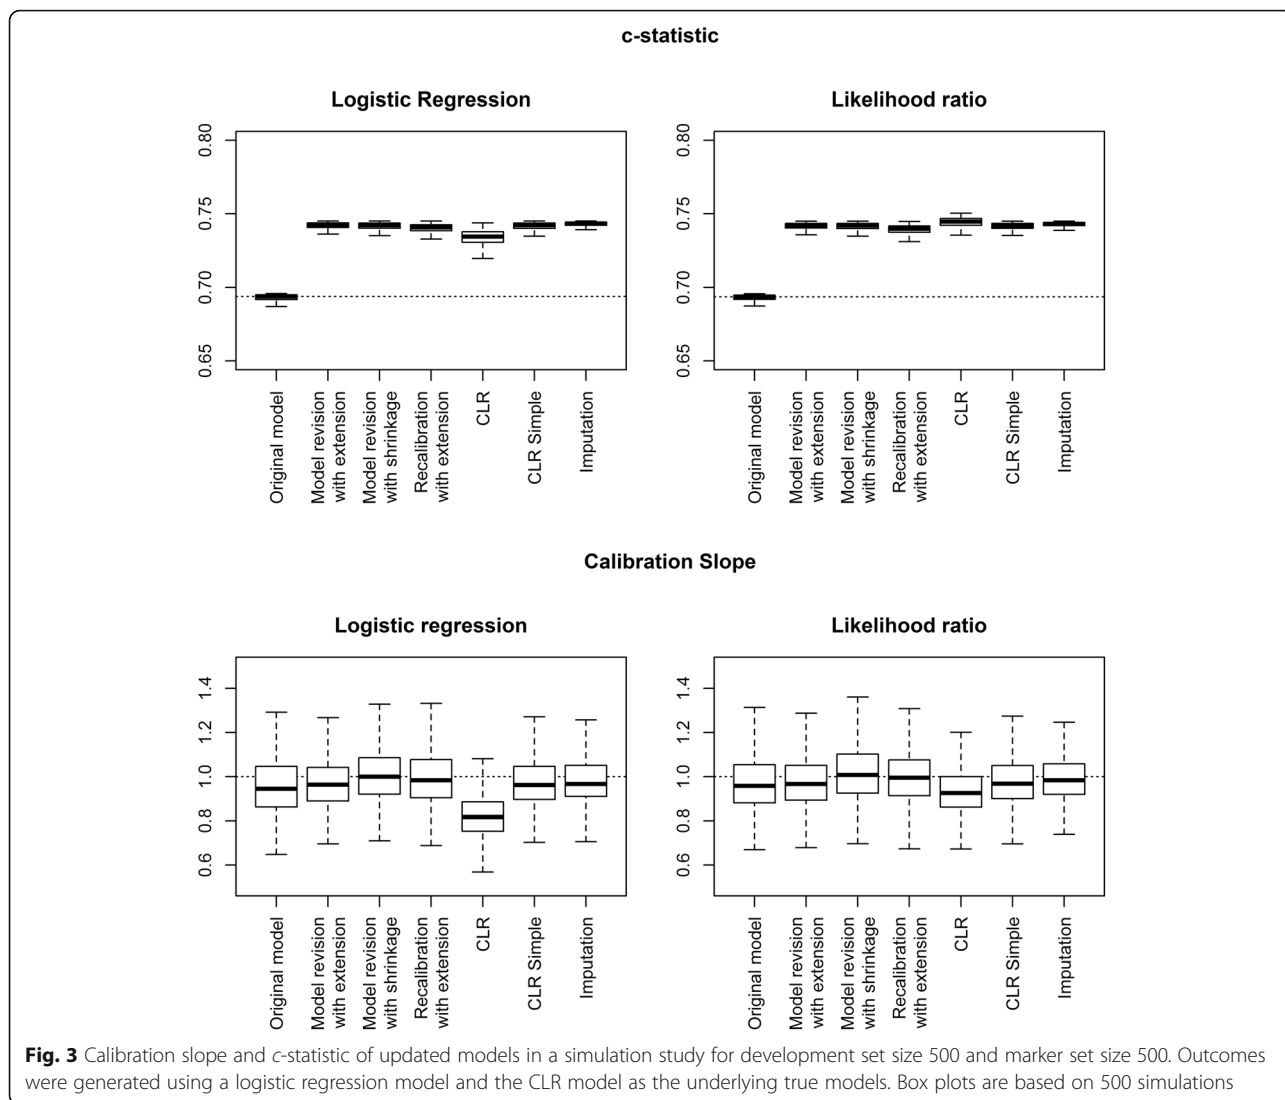 c-statistic
Logistic Regression
0.80
0.75
0.70
0.65
Original model
Model revision
with extension
Model revision
with shrinkage
Recalibration
with extension
CLR
CLR Simple
Imputation
Likelihood ratio
0.80
0.75
0.70
0.65
Original model
Model revision
with extension
Model revision
with shrinkage
Recalibration
with extension
CLR
CLR Simple
Imputation
Calibration Slope
Logistic regression
1.4
1.2
1.0
0.8
0.6
Original model
Model revision
with extension
Model revision
with shrinkage
Recalibration
with extension
CLR
CLR Simple
Imputation
Likelihood ratio
1.4
1.2
1.0
0.8
0.6
Original model
Model revision
with extension
Model revision
with shrinkage
Recalibration
with extension
CLR
CLR Simple
Imputation
Fig. 3 Calibration slope and c-statistic of updated models in a simulation study for development set size 500 and marker set size 500. Outcomes
were generated using a logistic regression model and the CLR model as the underlying true models. Box plots are based on 500 simulations